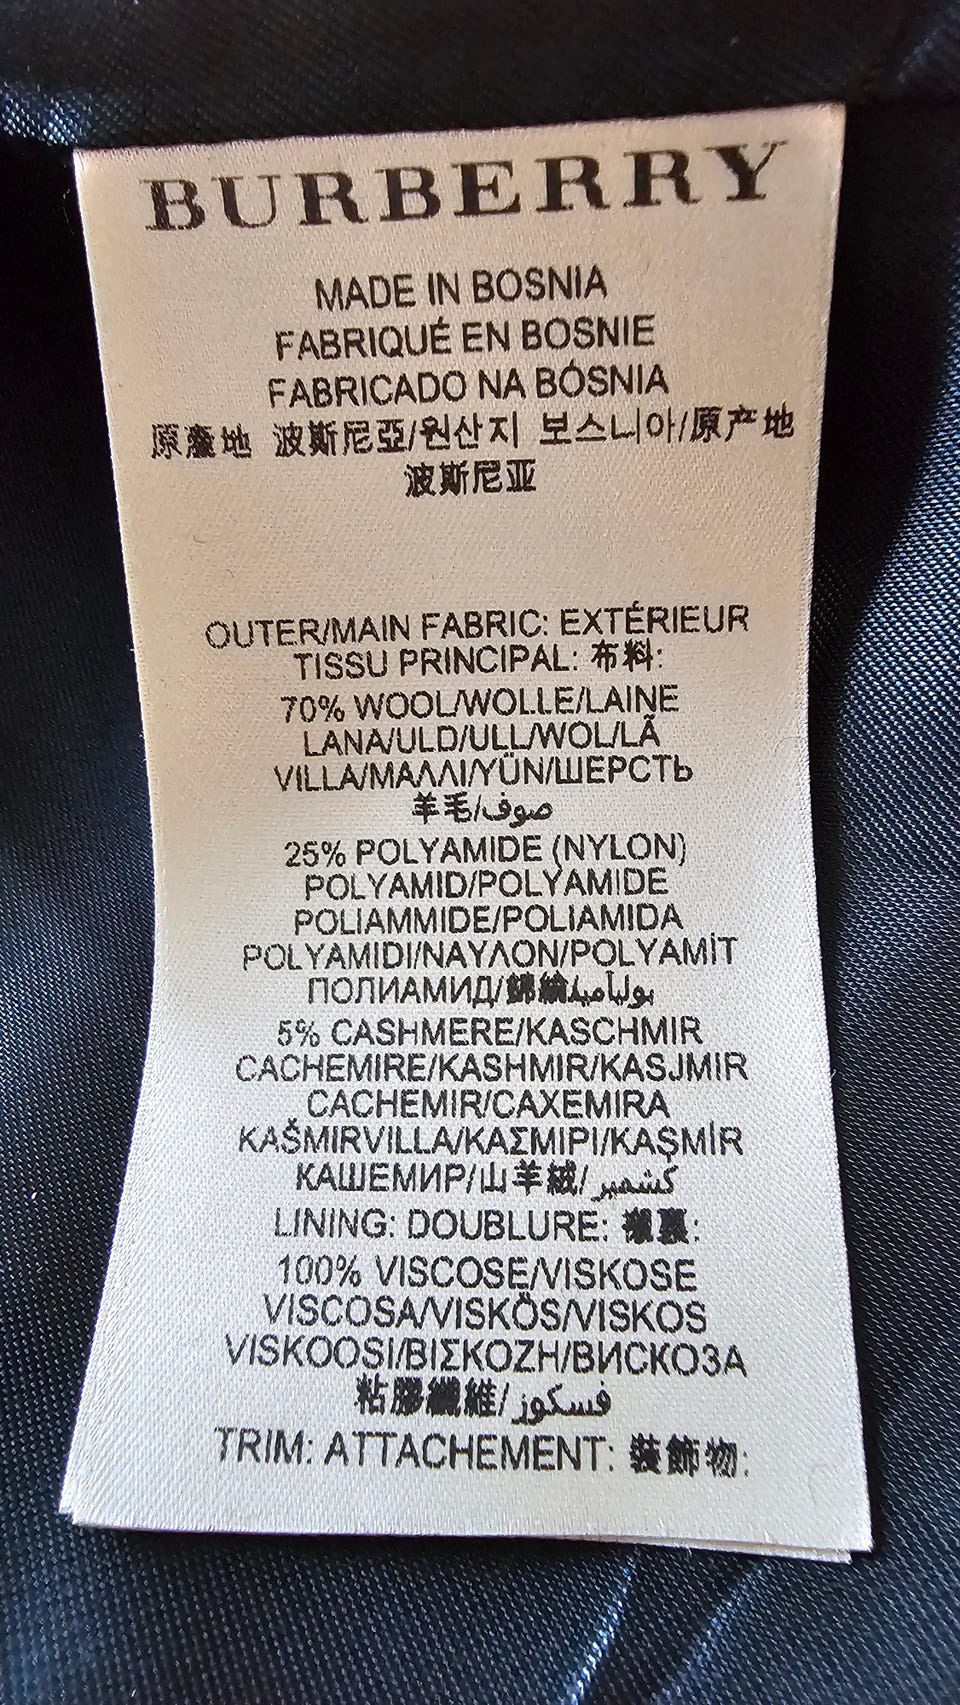 BURBERRY
MADE IN BOSNIA
FABRIQUÉ EN BOSNIE
FABRICADO NA BÓSNIA
原產地 波斯尼亞/원산지 보스니아/原产地
波斯尼亚
OUTER/MAIN FABRIC: EXTÉRIEUR
TISSU PRINCIPAL: 布料:
70% WOOL/WOLLE/LAINE
LANA/ULD/ULL/WOL/LÃ
VILLA/ΜΑΛΛΙ/YÜN/ШЕРСТЬ
羊毛/صوف
25% POLYAMIDE (NYLON)
POLYAMID/POLYAMIDE
POLIAMMIDE/POLIAMIDA
POLYAMIDI/ΝΑΥΛΟΝ/POLYAMİT
ПОЛИАМИД/錦綸/بولياميد
5% CASHMERE/KASCHMIR
CACHEMIRE/KASHMIR/KASJMIR
CACHEMIR/CAXEMIRA
KAŠMIRVILLA/ΚΑΣΜΙΡΙ/KAŞMİR
КАШЕМИР/山羊絨/كشمير
LINING: DOUBLURE: 襯裏:
100% VISCOSE/VISKOSE
VISCOSA/VISKÖS/VISKOS
VISKOOSI/ΒΙΣΚΟΖΗ/ВИСКОЗА
粘膠纖維/فسكوز
TRIM: ATTACHEMENT: 裝飾物: